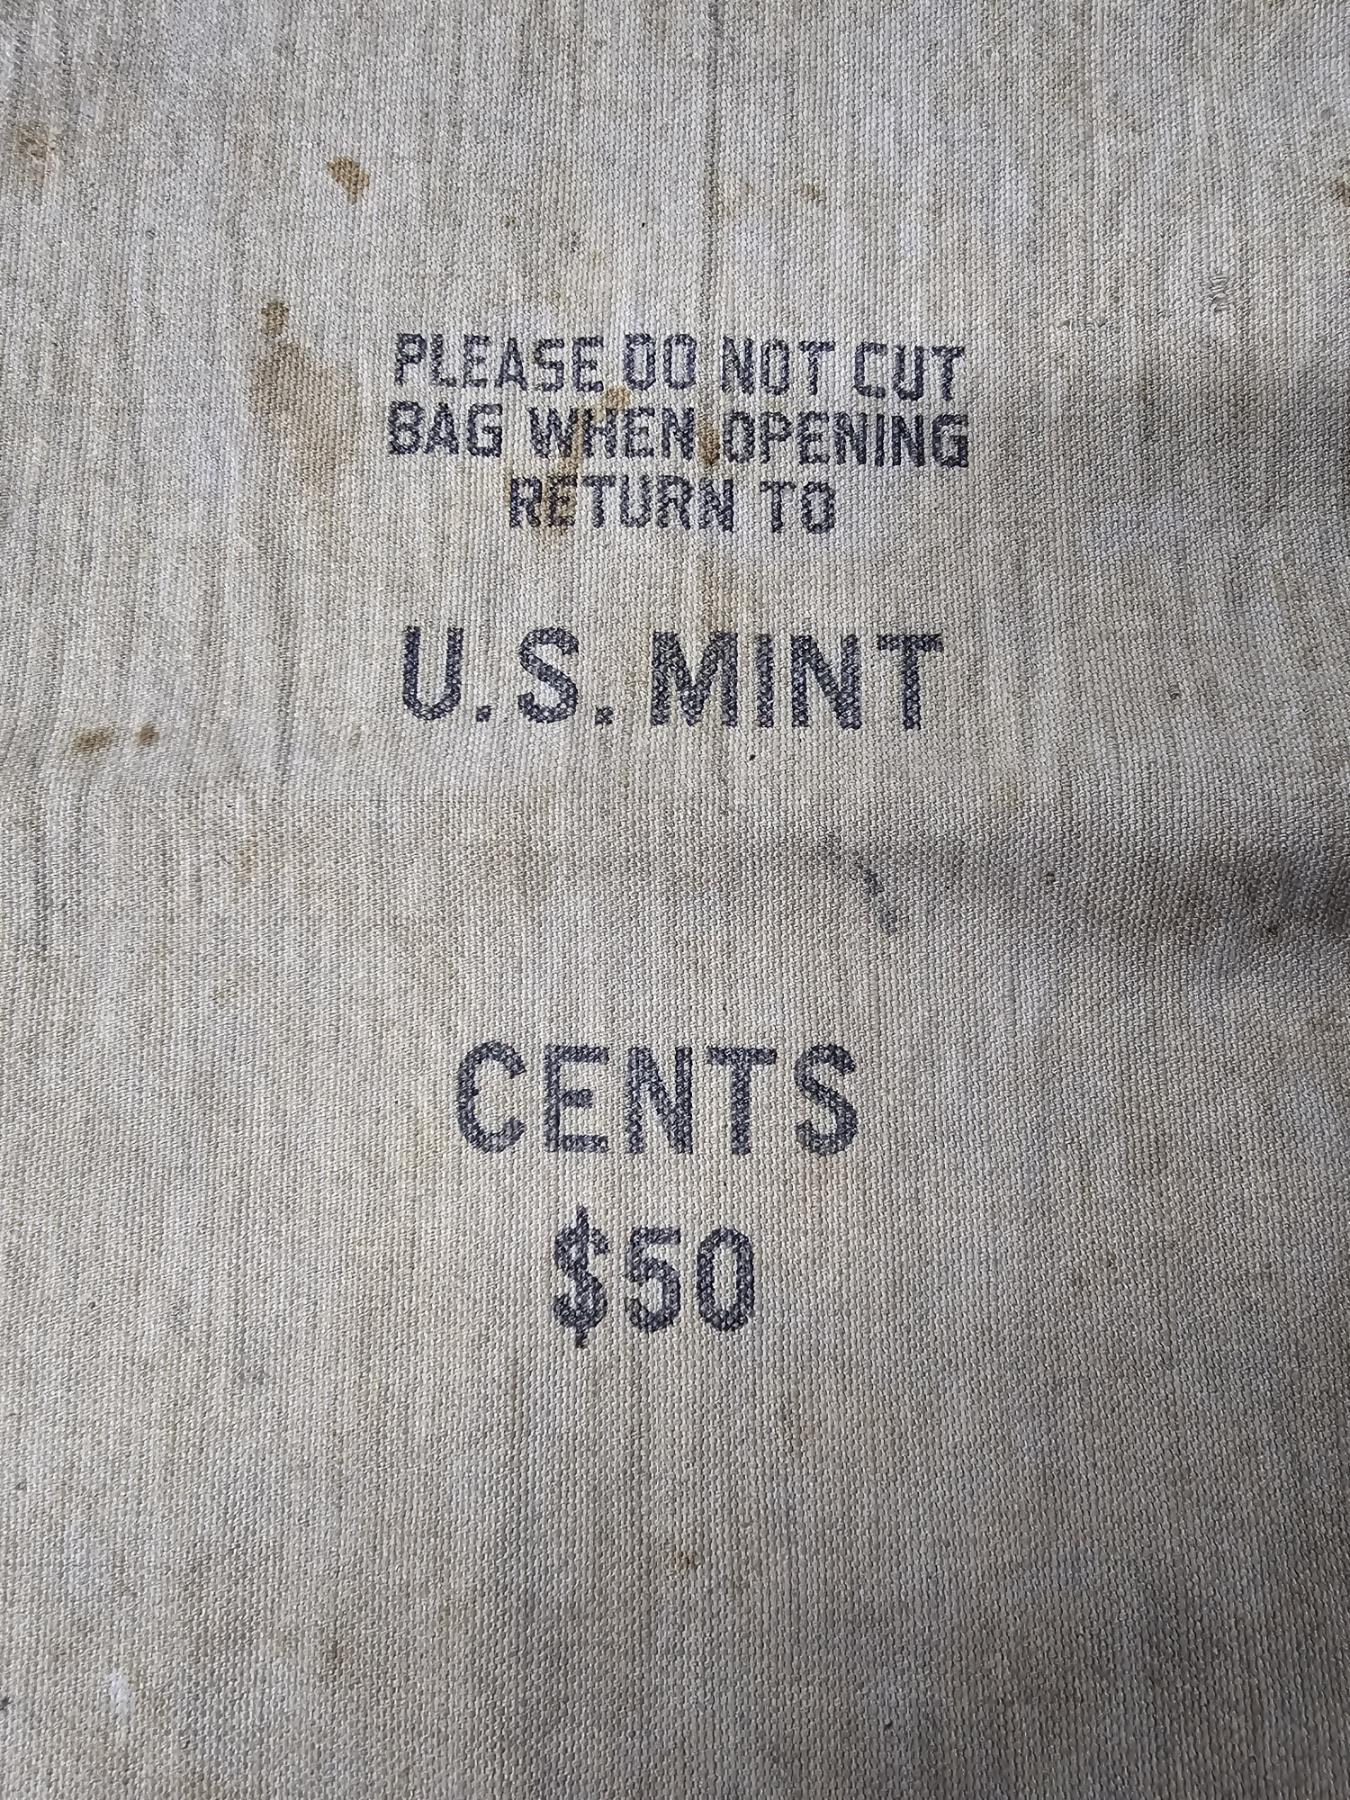 PLEASE DO NOT CUT
BAG WHEN OPENING
RETURN TO
U.S. MINT
CENTS
$50